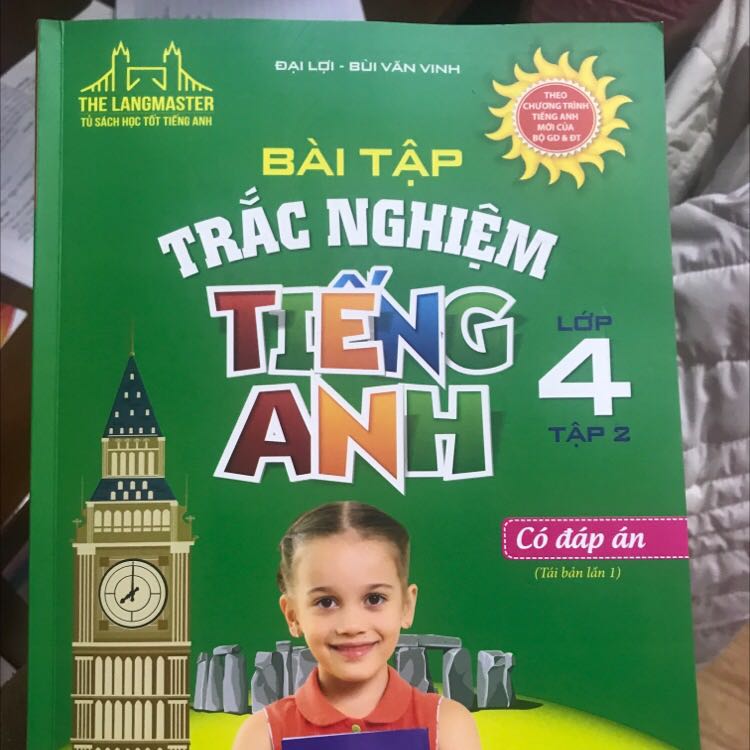 ĐẠI LỢI - BÙI VĂN VINH
THE LANGMASTER
TỦ SÁCH HỌC TỐT TIẾNG ANH
THEO
CHƯƠNG TRÌNH
TIẾNG ANH
MỚI CỦA
BỘ GD & ĐT
BÀI TẬP
TRẮC NGHIỆM
TIẾNG
ANH
LỚP
4
TẬP 2
Có đáp án
(Tái bản lần 1)